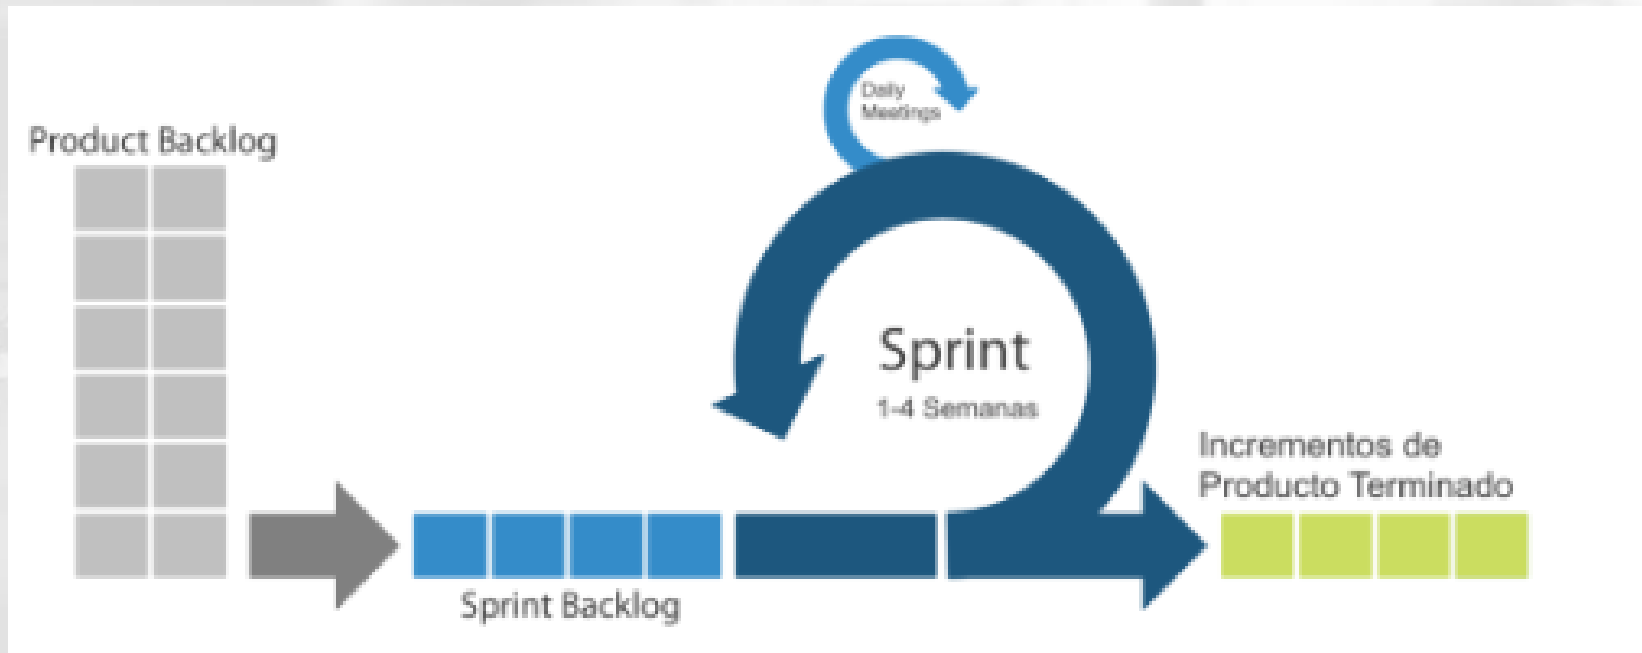 Product Backlog
Daily
Meetings
Sprint
1-4 Semanas
Incrementos de
Producto Terminado
Sprint Backlog